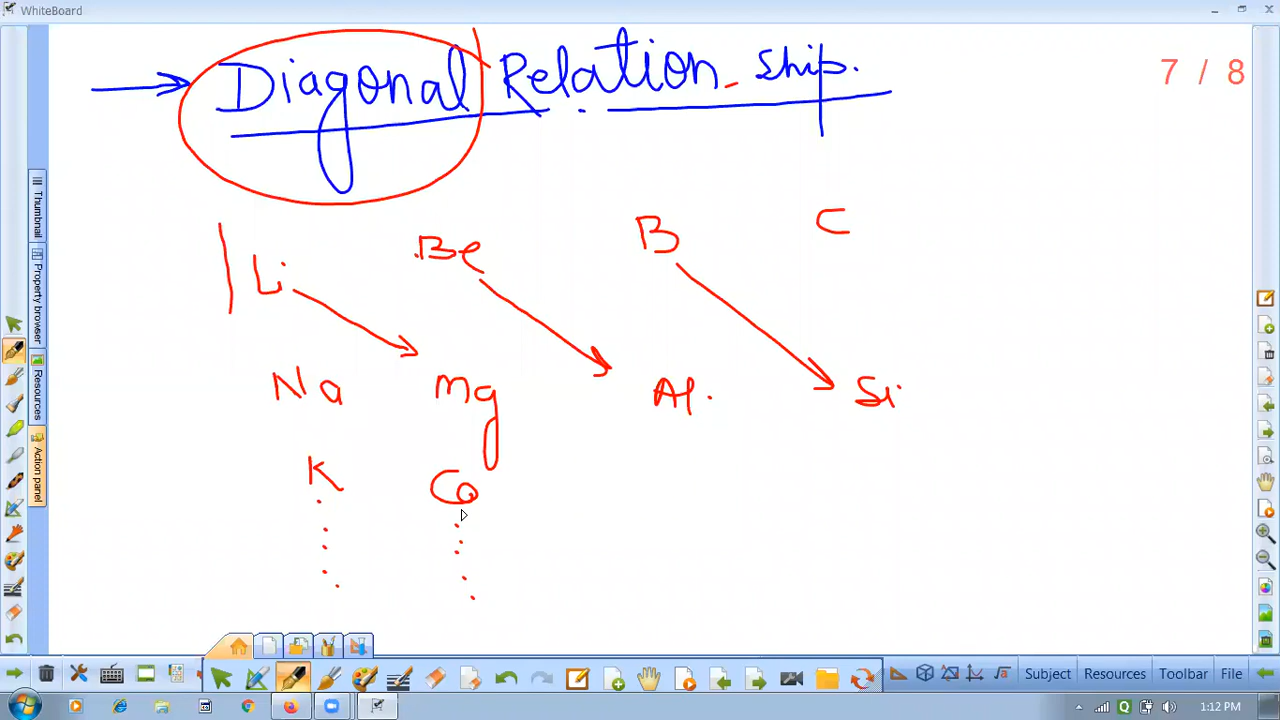 WhiteBoard
Diagonal Relation-ship.
7 / 8
Li Be B C
Na Mg Al. Si
K Ca
Thumbnail
Property browser
Resources
Action panel
Subject Resources Toolbar File
1:12 PM